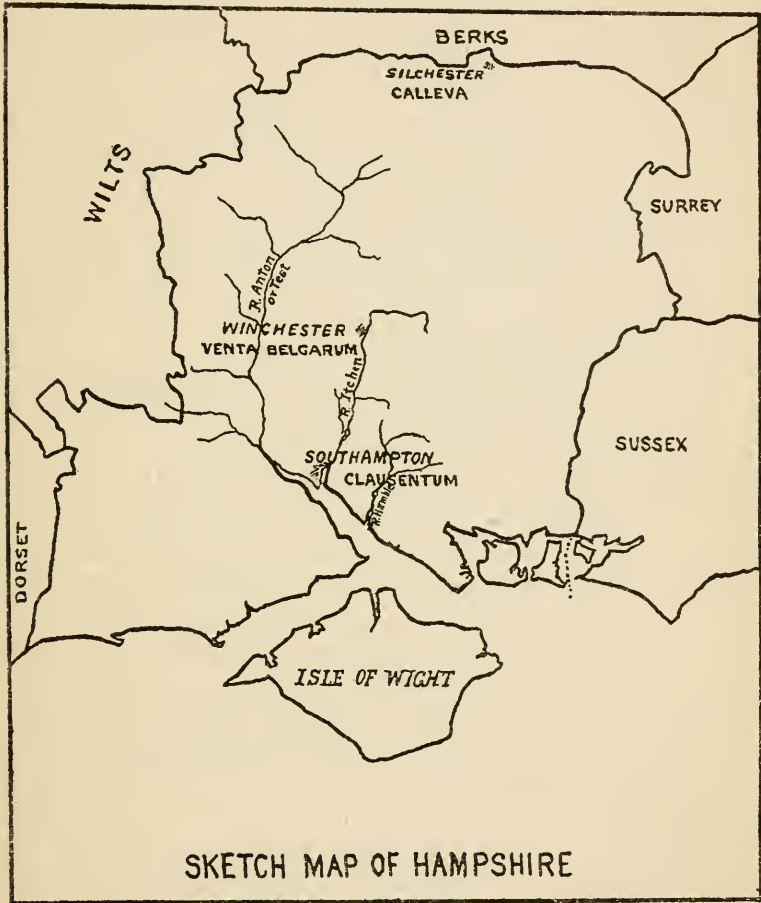 BERKS
SILCHESTER
CALLEVA
WILTS
SURREY
R. Anton
or Test
WINCHESTER
VENTA BELGARUM
R. Itchen
SUSSEX
SOUTHAMPTON
CLAUSENTUM
R. Hamble
DORSET
ISLE OF WIGHT
SKETCH MAP OF HAMPSHIRE